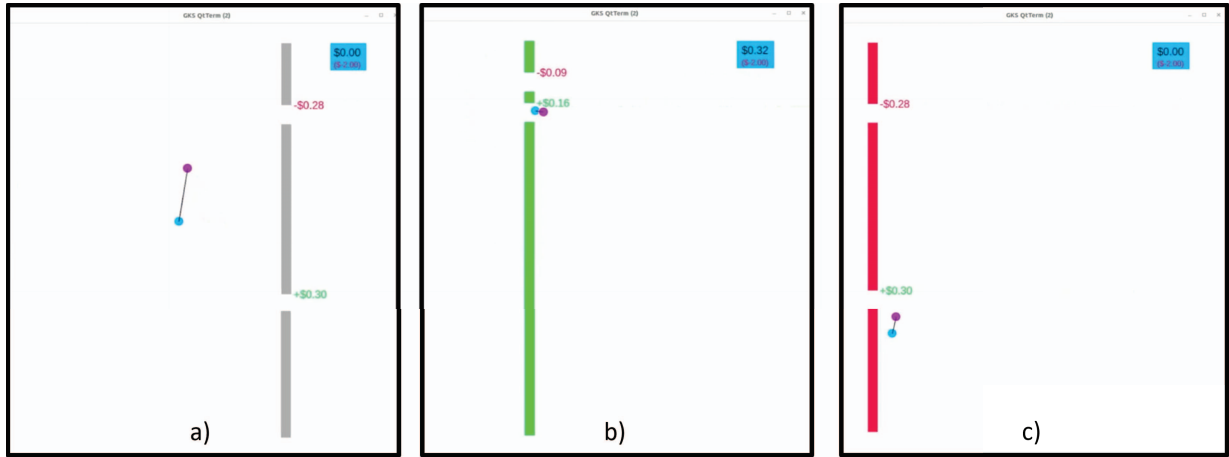 GKS QtTerm (2)
$0.00
($-2.00)
-$0.28
+$0.30
a)
GKS QtTerm (2)
$0.32
($-2.00)
-$0.09
+$0.16
b)
GKS QtTerm (2)
$0.00
($-2.00)
-$0.28
+$0.30
c)